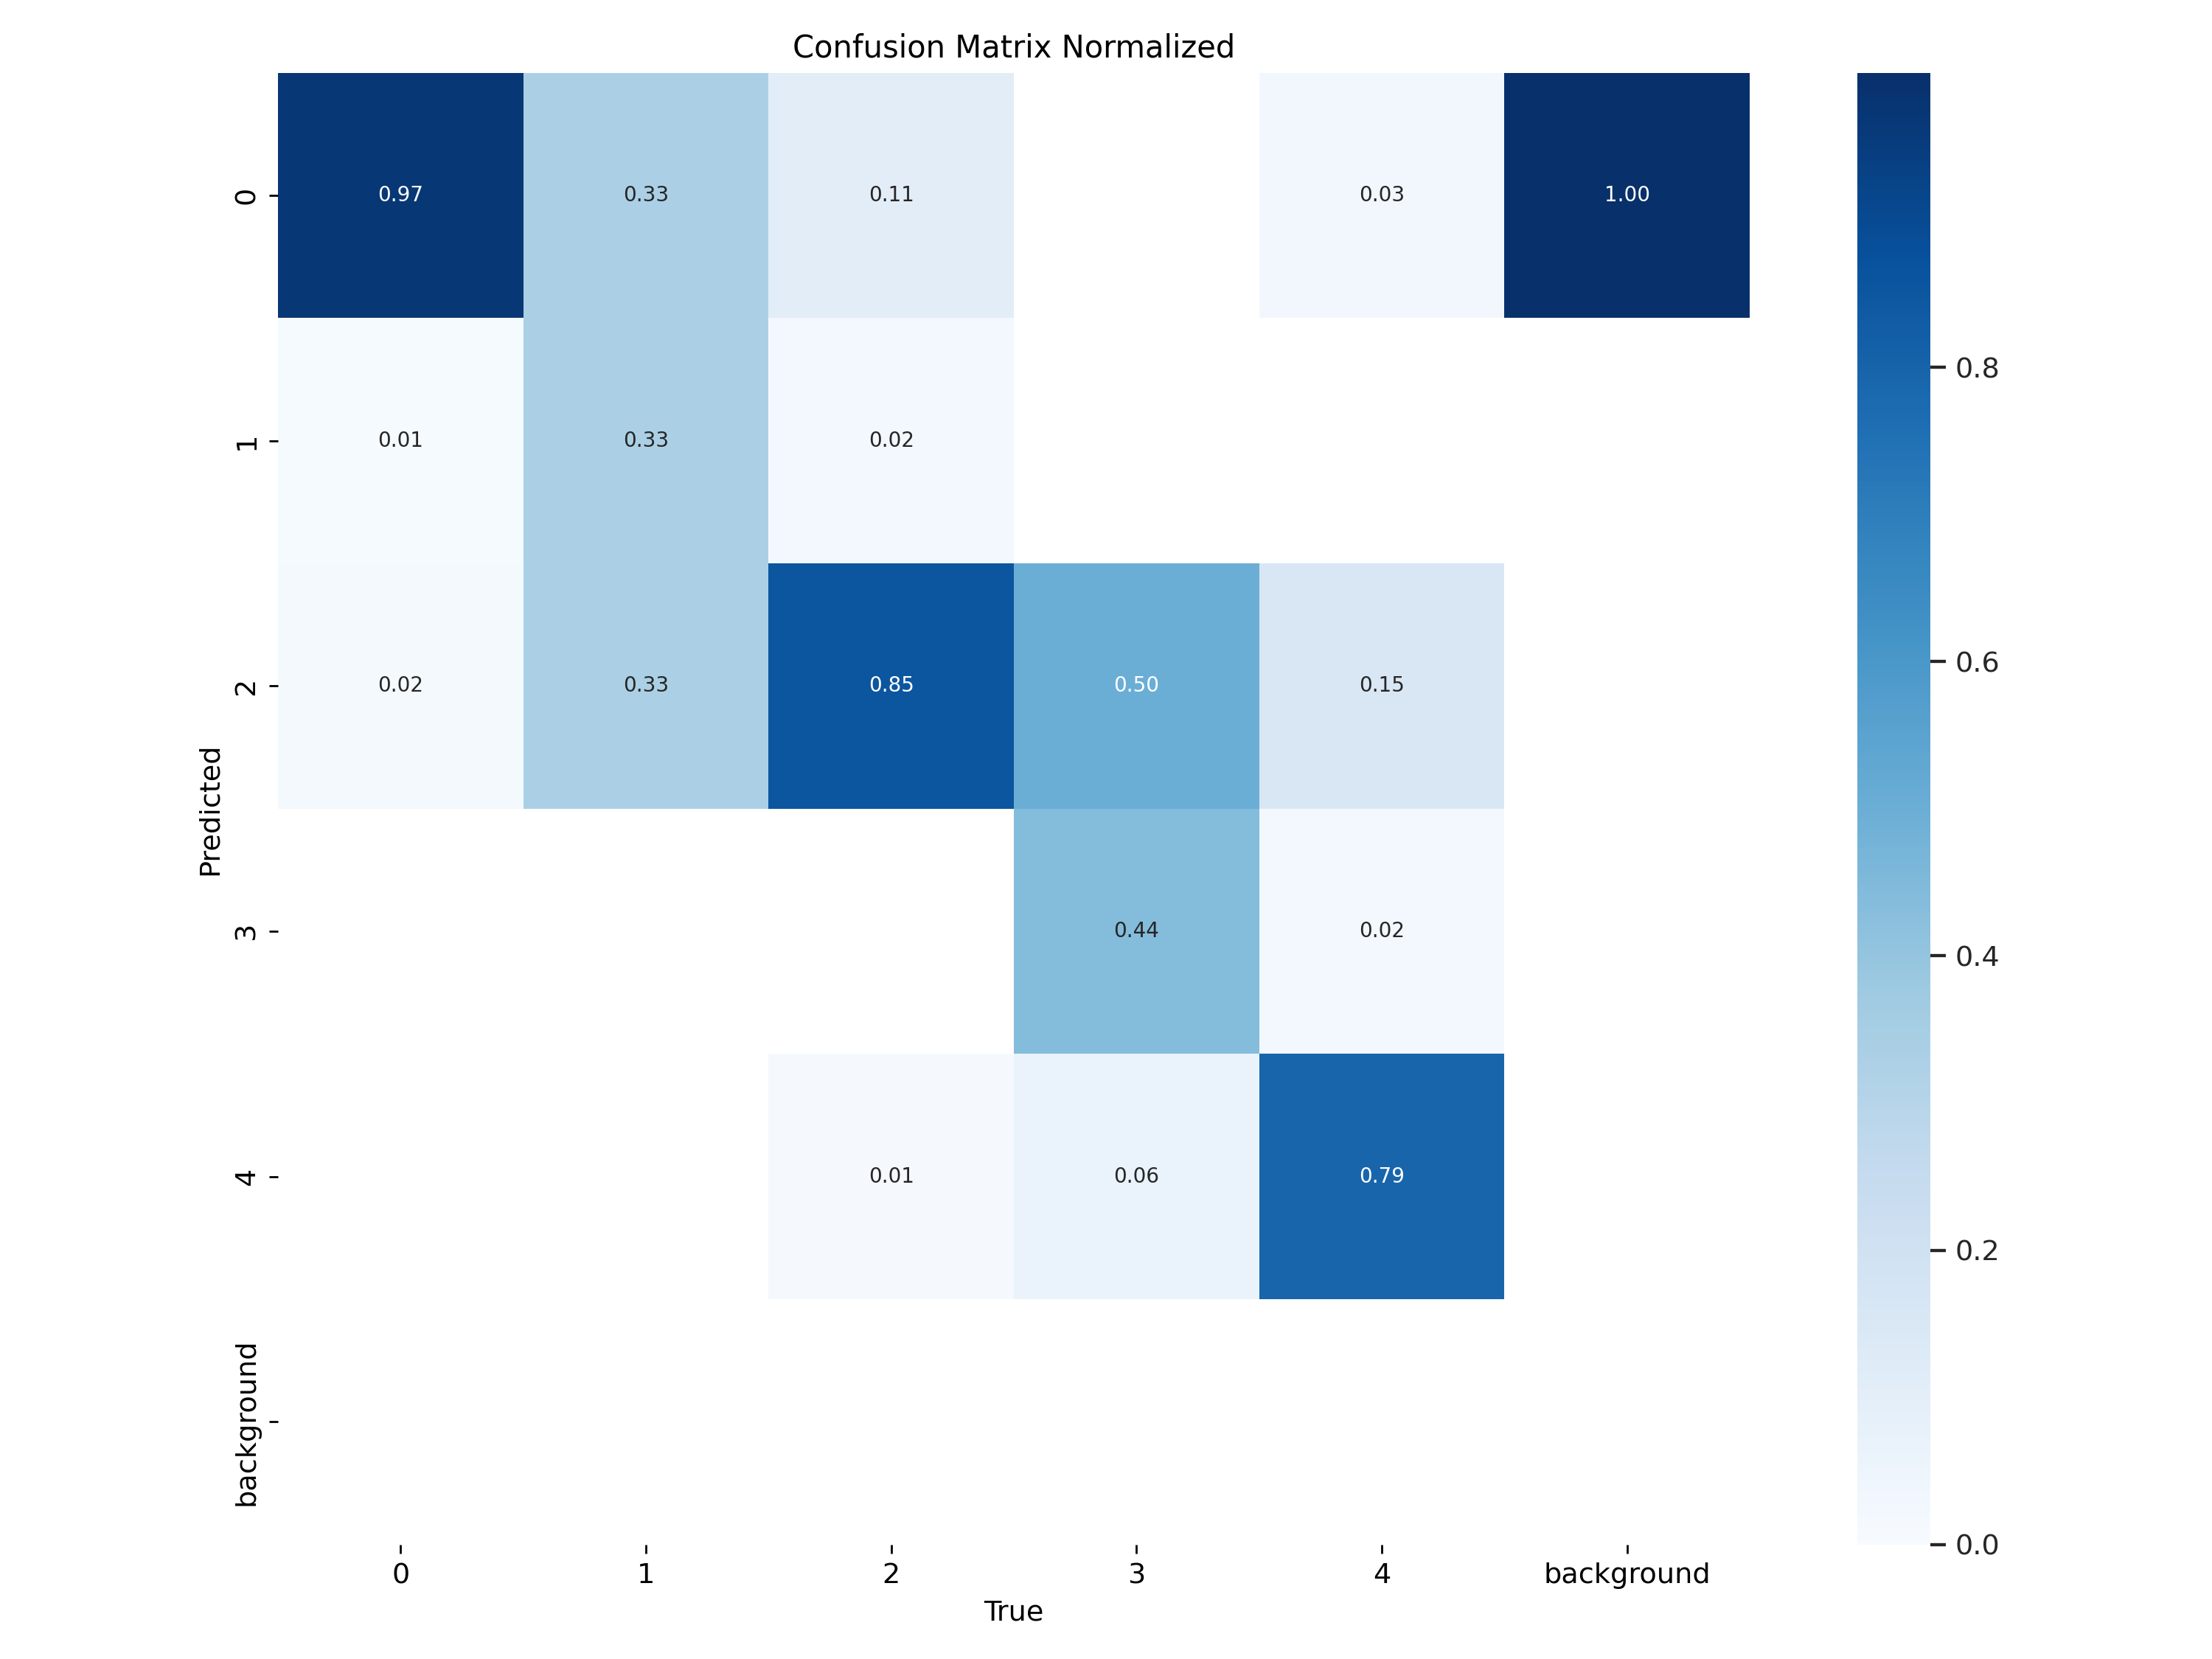 Confusion Matrix Normalized
0 0.97 0.33 0.11 0.03 1.00
1 0.01 0.33 0.02
2 0.02 0.33 0.85 0.50 0.15
3 0.44 0.02
4 0.01 0.06 0.79
background
Predicted
0 1 2 3 4 background
True
0.8
0.6
0.4
0.2
0.0